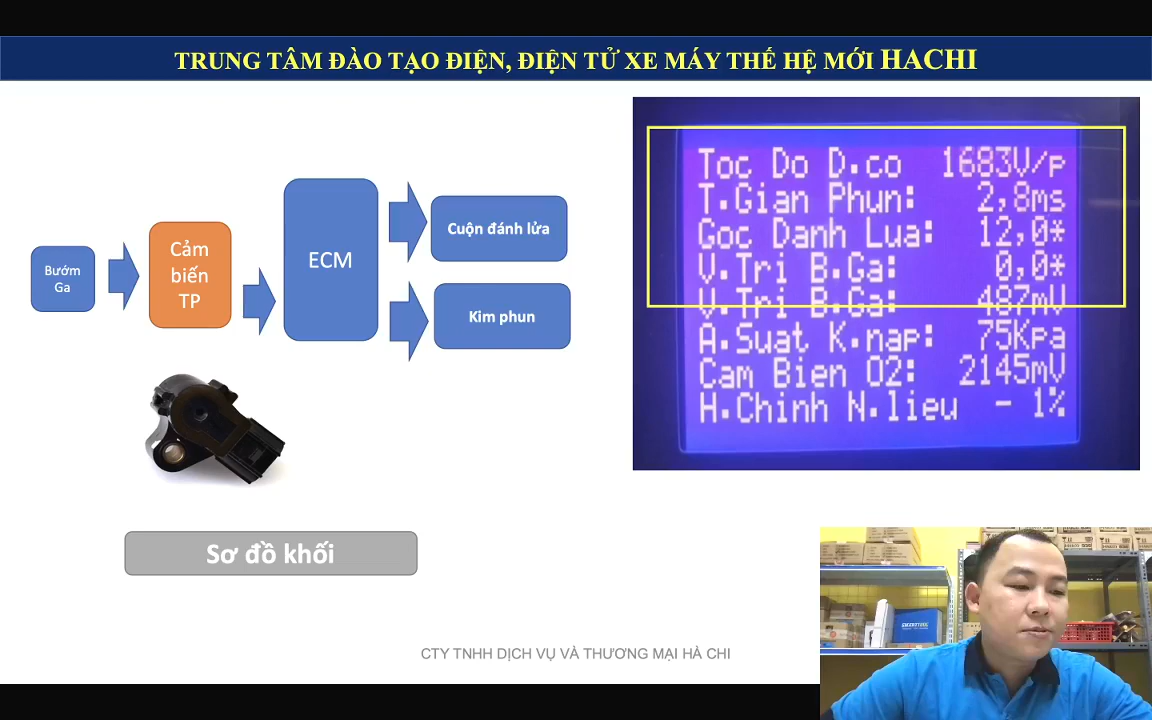 TRUNG TÂM ĐÀO TẠO ĐIỆN, ĐIỆN TỬ XE MÁY THẾ HỆ MỚI HACHI
Bướm
Ga
Cảm
biến
TP
ECM
Cuộn đánh lửa
Kim phun
Toc Do D.co 1683V/p
T.Gian Phun: 2,8ms
Goc Danh Lua: 12,0*
V.Tri B.Ga: 0,0*
V.Tri B.Ga: 487mV
A.Suat K.nap: 75Kpa
Cam Bien O2: 2145mV
H.Chinh N.lieu - 1%
Sơ đồ khối
CTY TNHH DỊCH VỤ VÀ THƯƠNG MẠI HÀ CHI